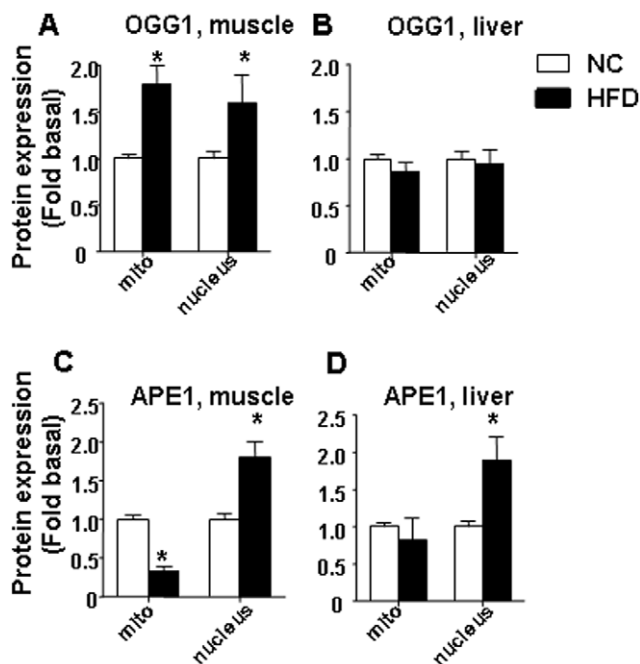 A
OGG1, muscle
B
OGG1, liver
NC
HFD
Protein expression
(Fold basal)
2.0
1.5
1.0
0.5
0
*
*
mito
nucleus
2.0
1.5
1.0
0.5
0
mito
nucleus
C
APE1, muscle
D
APE1, liver
Protein expression
(Fold basal)
2.5
2.0
1.5
1.0
0.5
0
*
*
mito
nucleus
2.5
2.0
1.5
1.0
0.5
0
*
mito
nucleus